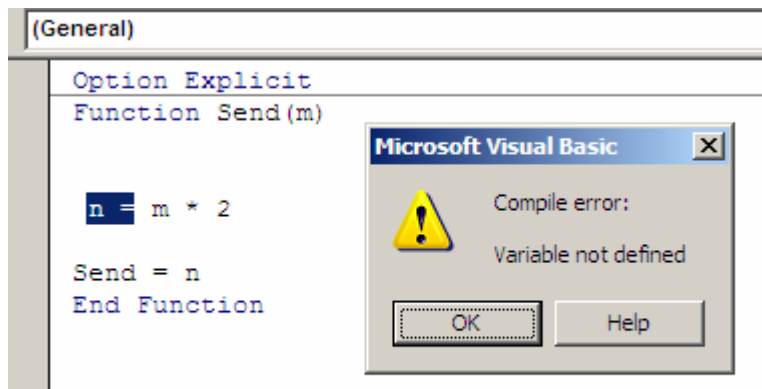 (General)
Option Explicit
Function Send(m)
n = m * 2
Send = n
End Function
Microsoft Visual Basic
Compile error:
Variable not defined
OK
Help